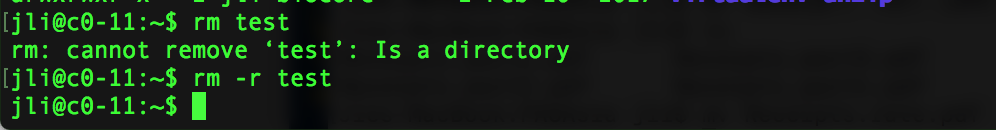 [jli@c0-11:~$ rm test
rm: cannot remove ‘test’: Is a directory
[jli@c0-11:~$ rm -r test
jli@c0-11:~$